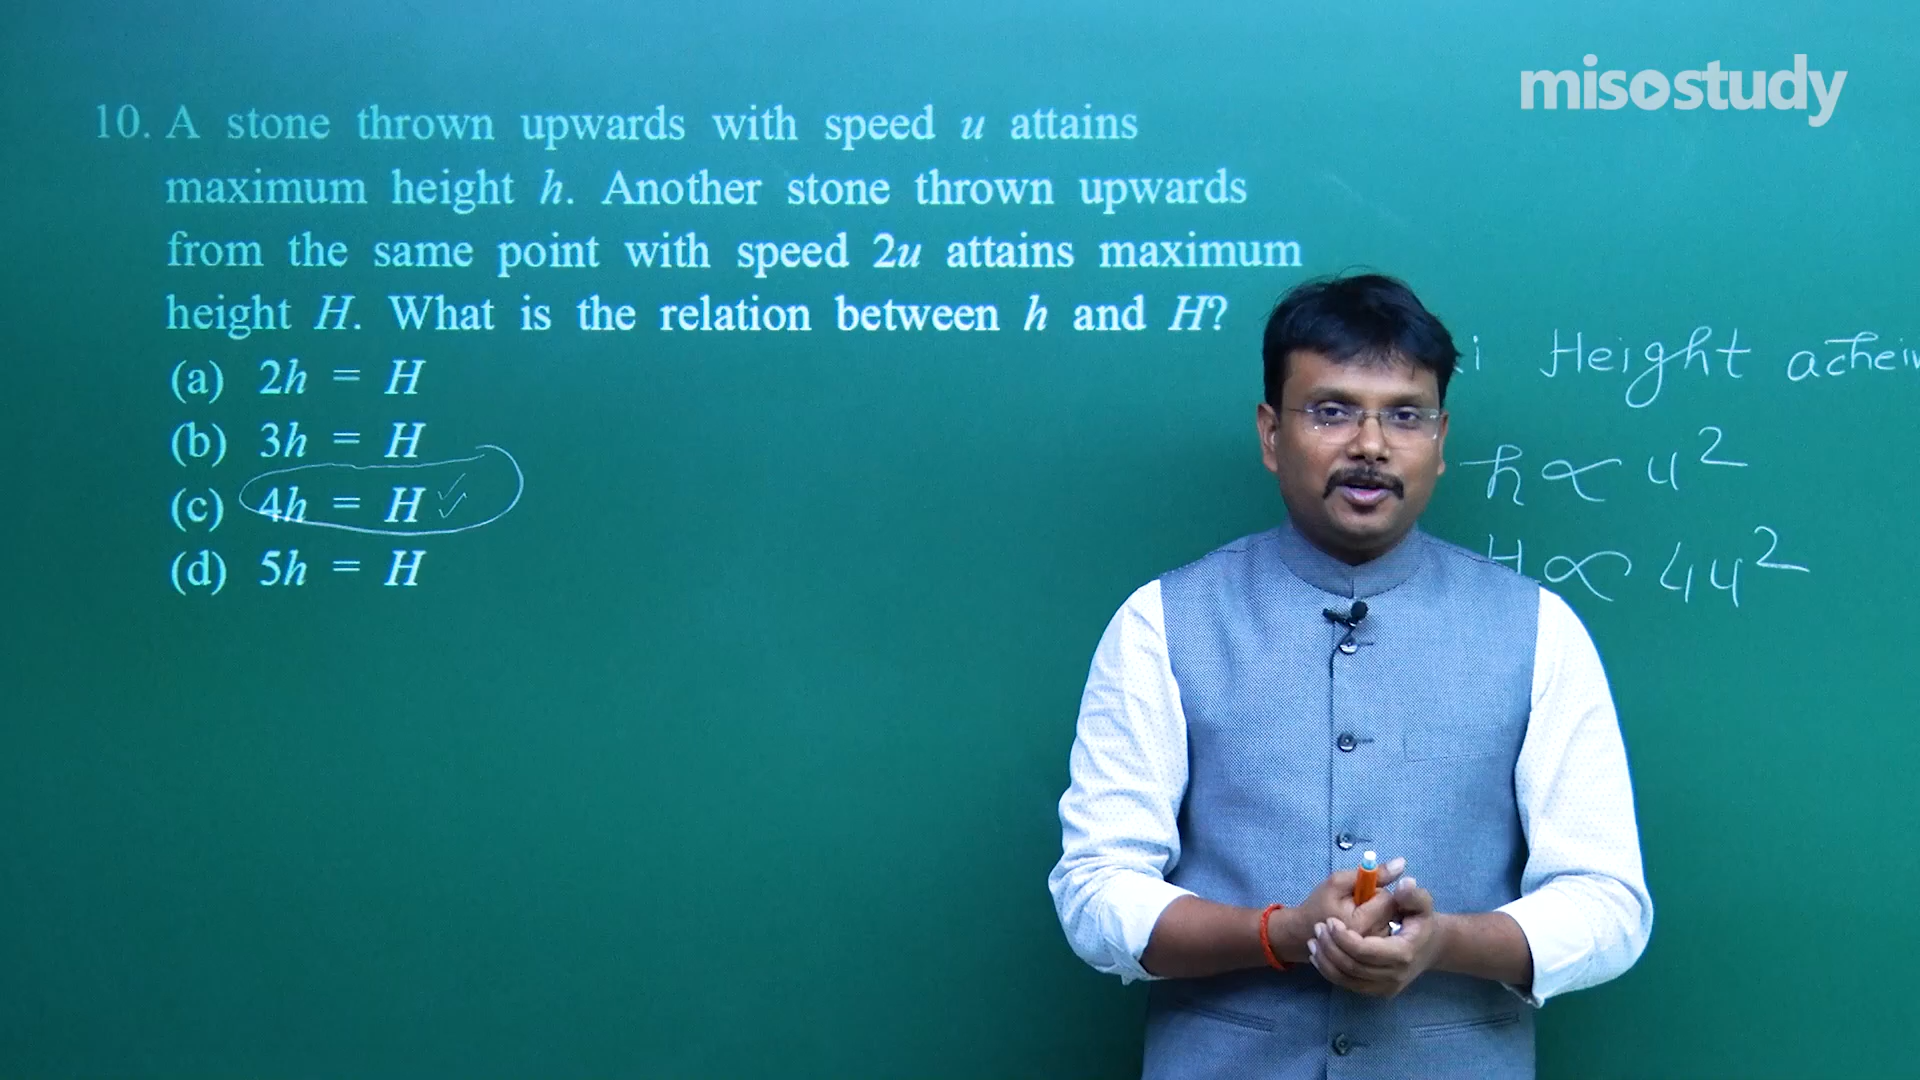 misostudy
10. A stone thrown upwards with speed u attains
maximum height h. Another stone thrown upwards
from the same point with speed 2u attains maximum
height H. What is the relation between h and H?
(a) 2h = H
(b) 3h = H
(c) 4h = H
(d) 5h = H
Height
h ∝ u²
H ∝ 4u²